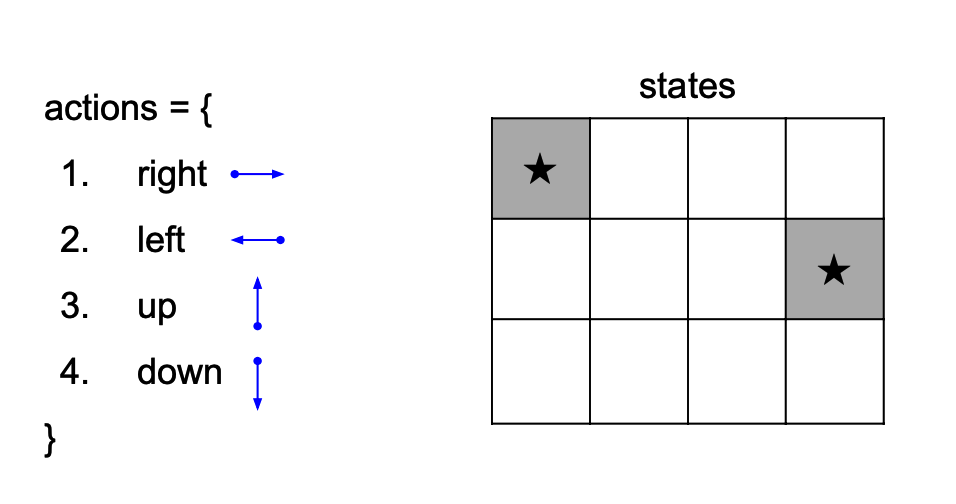 actions = {
1. right
2. left
3. up
4. down
}
states